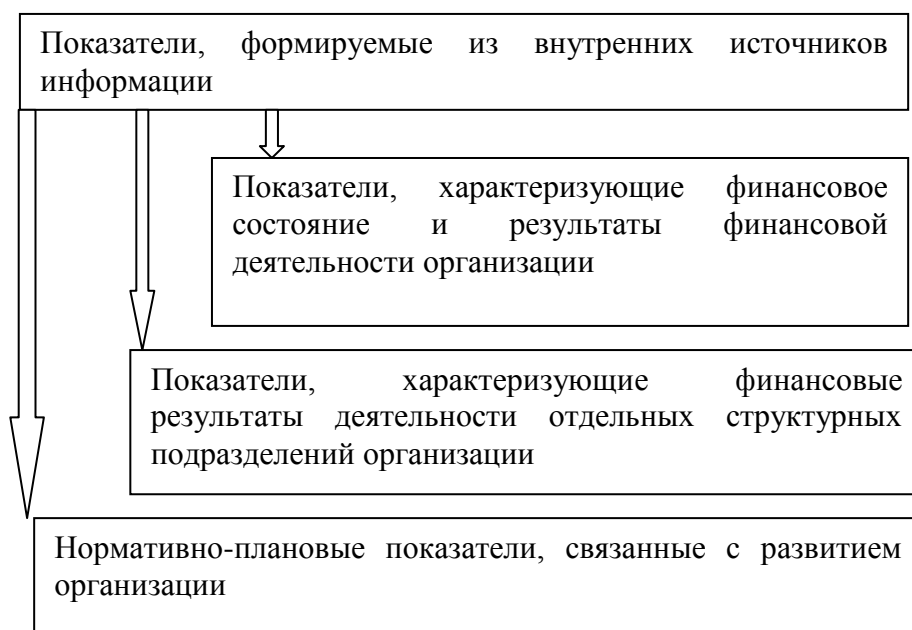 Показатели, формируемые из внутренних источников
информации
Показатели, характеризующие финансовое
состояние и результаты финансовой
деятельности организации
Показатели, характеризующие финансовые
результаты деятельности отдельных структурных
подразделений организации
Нормативно-плановые показатели, связанные с развитием
организации